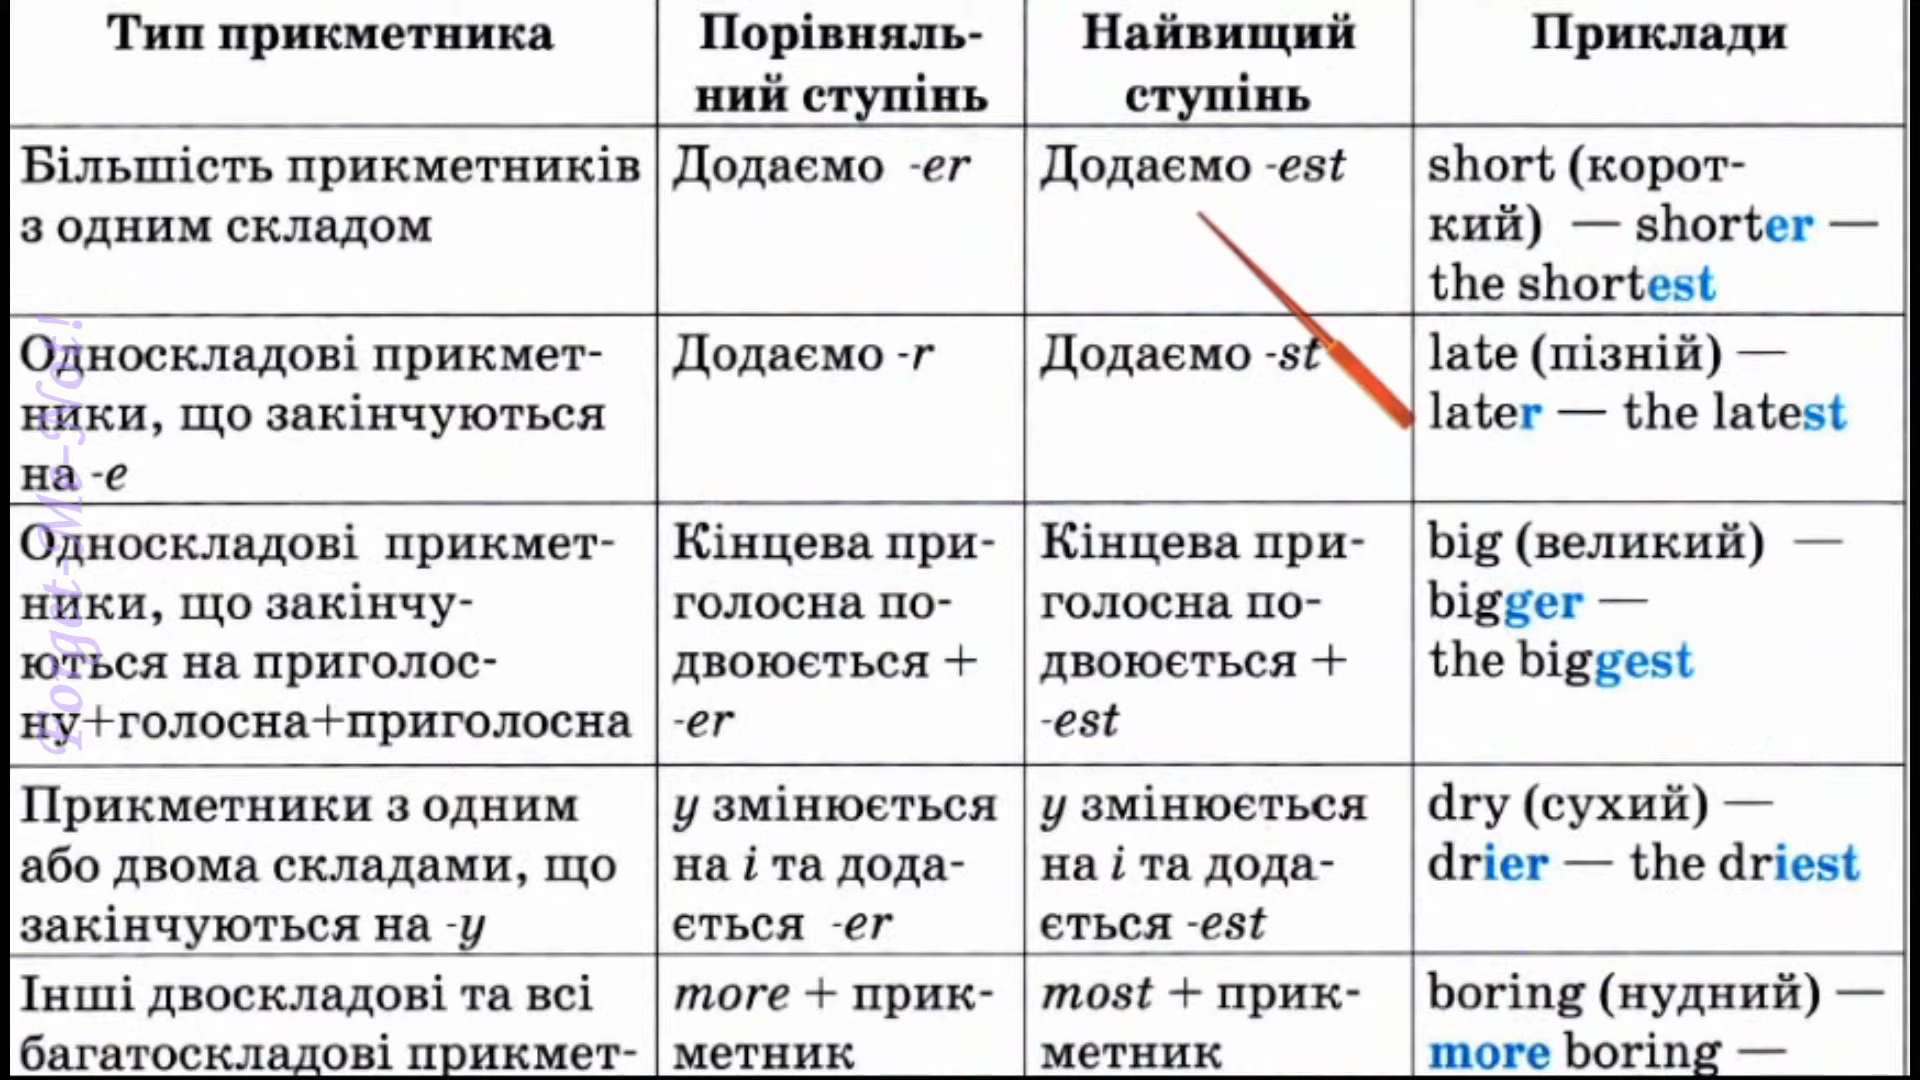 Тип прикметника
Порівняль-
ний ступінь
Найвищий
ступінь
Приклади
Більшість прикметників
з одним складом
Додаємо -er
Додаємо -est
short (корот-
кий) — shorter —
the shortest
Односкладові прикмет-
ники, що закінчуються
на -e
Додаємо -r
Додаємо -st
late (пізній) —
later — the latest
Односкладові прикмет-
ники, що закінчу-
ються на приголос-
ну+голосна+приголосна
Кінцева при-
голосна по-
двоюється +
-er
Кінцева при-
голосна по-
двоюється +
-est
big (великий) —
bigger —
the biggest
Прикметники з одним
або двома складами, що
закінчуються на -y
y змінюється
на i та дода-
ється -er
y змінюється
на i та дода-
ється -est
dry (сухий) —
drier — the driest
Інші двоскладові та всі
багатоскладові прикмет-
more + прик-
метник
most + прик-
метник
boring (нудний) —
more boring —
Forget-Me-Not!